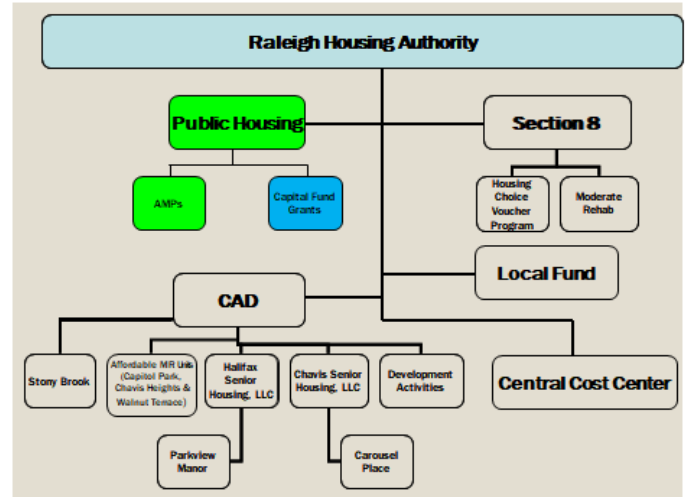 Raleigh Housing Authority
Public Housing
Section 8
AMPs
Capital Fund
Grants
Housing
Choice
Voucher
Program
Moderate
Rehab
Local Fund
CAD
Stony Brook
Affordable MR Units
(Capitol Park,
Chavis Heights &
Walnut Terrace)
Halifax
Senior
Housing, LLC
Chavis Senior
Housing, LLC
Development
Activities
Central Cost Center
Parkview
Manor
Carousel
Place